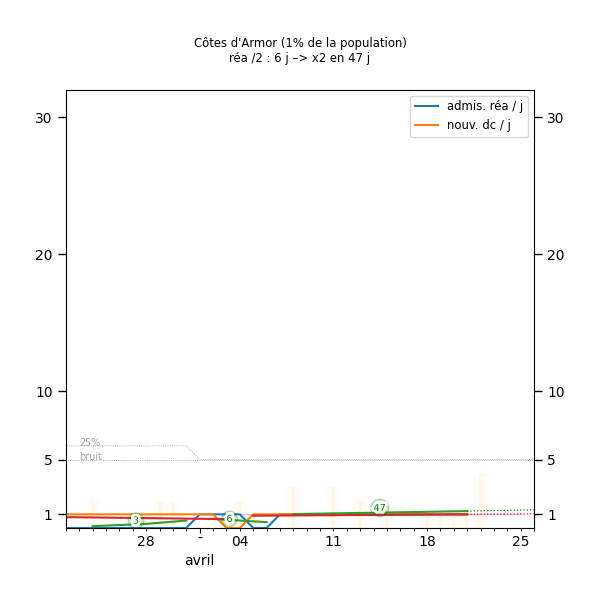 Côtes d'Armor (1% de la population)
réa /2 : 6 j –> x2 en 47 j
admis. réa / j
nouv. dc / j
30 30
20 20
10 10
5 5
1 1
25%
bruit
3 6 47
28 - 04 11 18 25
avril